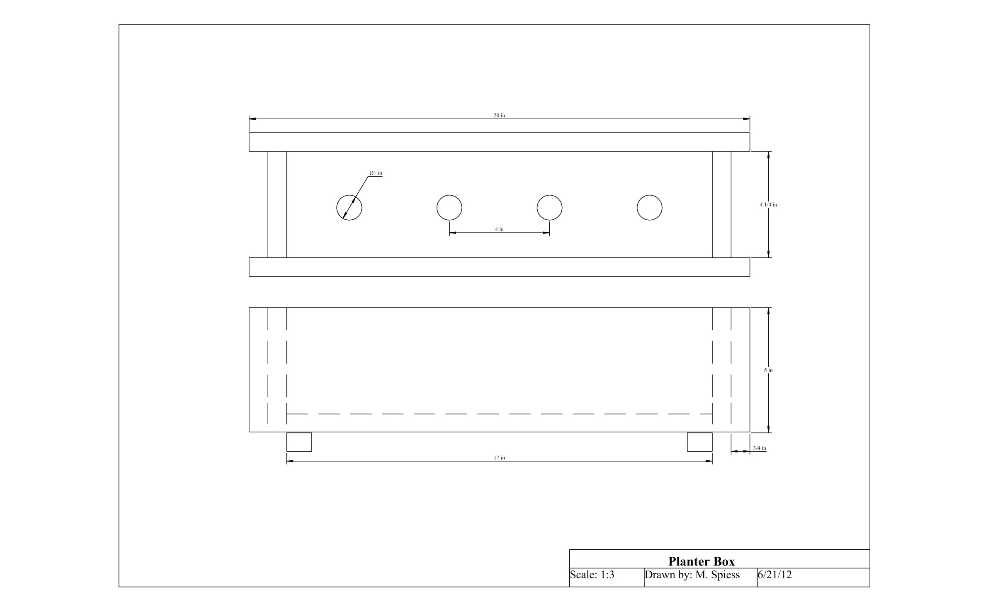 20 in
Ø1 in
4 1/4 in
4 in
5 in
3/4 in
17 in
Planter Box
Scale: 1:3
Drawn by: M. Spiess
6/21/12